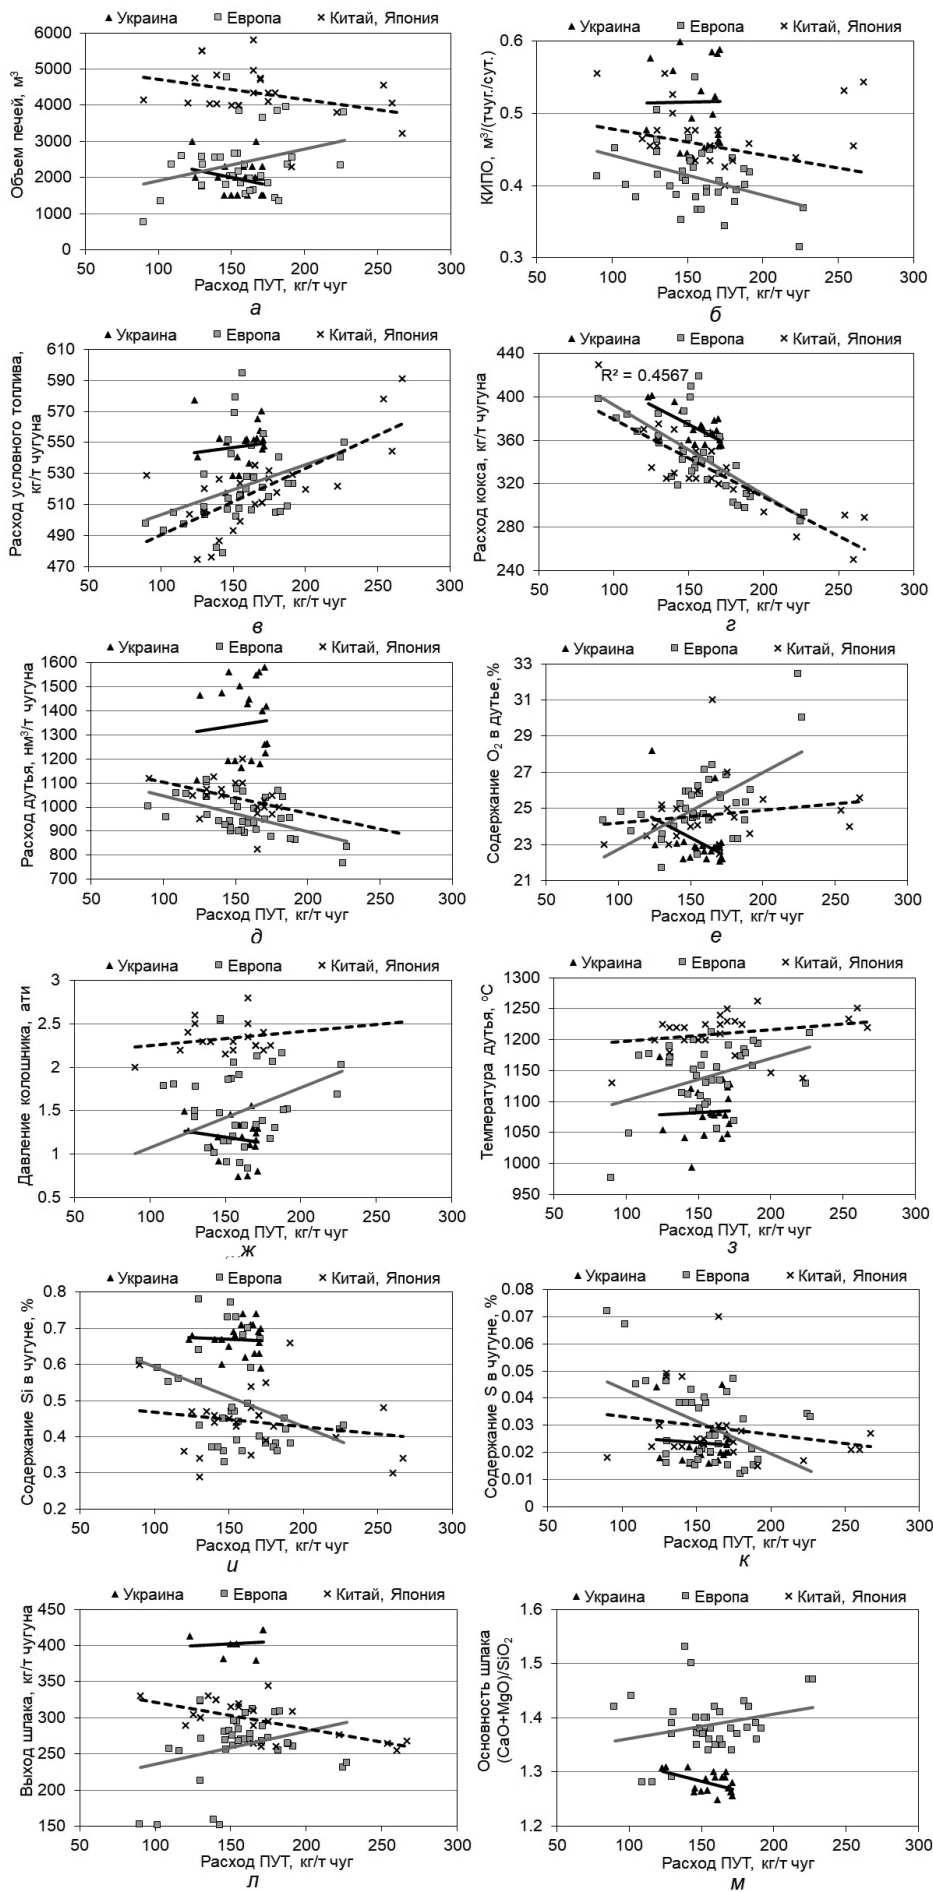 ▲ Украина ■ Европа × Китай, Япония
Объем печей, м³
6000
5000
4000
3000
2000
1000
0
50 100 150 200 250 300
Расход ПУТ, кг/т чуг
а
▲ Украина ■ Европа × Китай, Япония
КИПО, м³/(тчуг./сут.)
0.6
0.5
0.4
0.3
50 100 150 200 250 300
Расход ПУТ, кг/т чуг
б
▲ Украина ■ Европа × Китай, Япония
Расход условного топлива,
кг/т чугуна
610
590
570
550
530
510
490
470
50 100 150 200 250 300
Расход ПУТ, кг/т чуг
в
▲ Украина ■ Европа × Китай, Япония
Расход кокса, кг/т чугуна
440
400
360
320
280
240
R² = 0.4567
50 100 150 200 250 300
Расход ПУТ, кг/т чуг
г
▲ Украина ■ Европа × Китай, Япония
Расход дутья, нм³/т чугуна
1600
1500
1400
1300
1200
1100
1000
900
800
700
50 100 150 200 250 300
Расход ПУТ, кг/т чуг
д
▲ Украина ■ Европа × Китай, Япония
Содержание O₂ в дутье,%
33
31
29
27
25
23
21
50 100 150 200 250 300
Расход ПУТ, кг/т чуг
е
▲ Украина ■ Европа × Китай, Япония
Давление колошника, ати
3
2.5
2
1.5
1
0.5
50 100 150 200 250 300
Расход ПУТ, кг/т чуг
ж
▲ Украина ■ Европа × Китай, Япония
Температура дутья, ºС
1300
1250
1200
1150
1100
1050
1000
950
50 100 150 200 250 300
Расход ПУТ, кг/т чуг
з
▲ Украина ■ Европа × Китай, Япония
Содержание Si в чугуне, %
0.8
0.7
0.6
0.5
0.4
0.3
0.2
50 100 150 200 250 300
Расход ПУТ, кг/т чуг
и
▲ Украина ■ Европа × Китай, Япония
Содержание S в чугуне, %
0.08
0.07
0.06
0.05
0.04
0.03
0.02
0.01
0
50 100 150 200 250 300
Расход ПУТ, кг/т чуг
к
▲ Украина ■ Европа × Китай, Япония
Выход шлака, кг/т чугуна
450
400
350
300
250
200
150
50 100 150 200 250 300
Расход ПУТ, кг/т чуг
л
▲ Украина ■ Европа × Китай, Япония
Основность шлака
(CaO+MgO)/SiO₂
1.6
1.5
1.4
1.3
1.2
50 100 150 200 250 300
Расход ПУТ, кг/т чуг
м